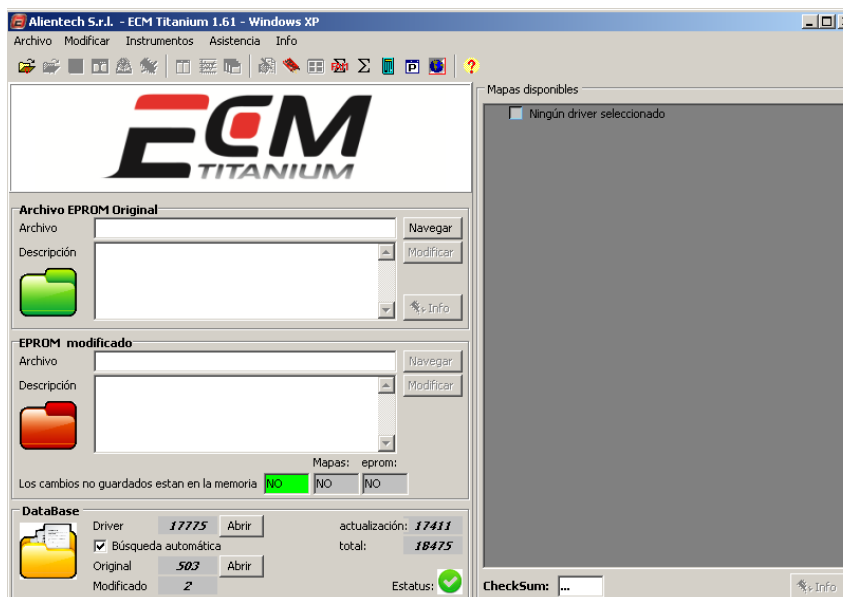 Alientech S.r.l. - ECM Titanium 1.61 - Windows XP
Archivo Modificar Instrumentos Asistencia Info
ECM
TITANIUM
Archivo EPROM Original
Archivo
Navegar
Descripción
Modificar
Info
EPROM modificado
Archivo
Navegar
Descripción
Modificar
Mapas: eprom:
Los cambios no guardados estan en la memoria NO NO NO
DataBase
Driver 17775 Abrir actualización: 17411
Búsqueda automática total: 18475
Original 503 Abrir
Modificado 2 Estatus:
Mapas disponibles
Ningún driver seleccionado
CheckSum: ... Info